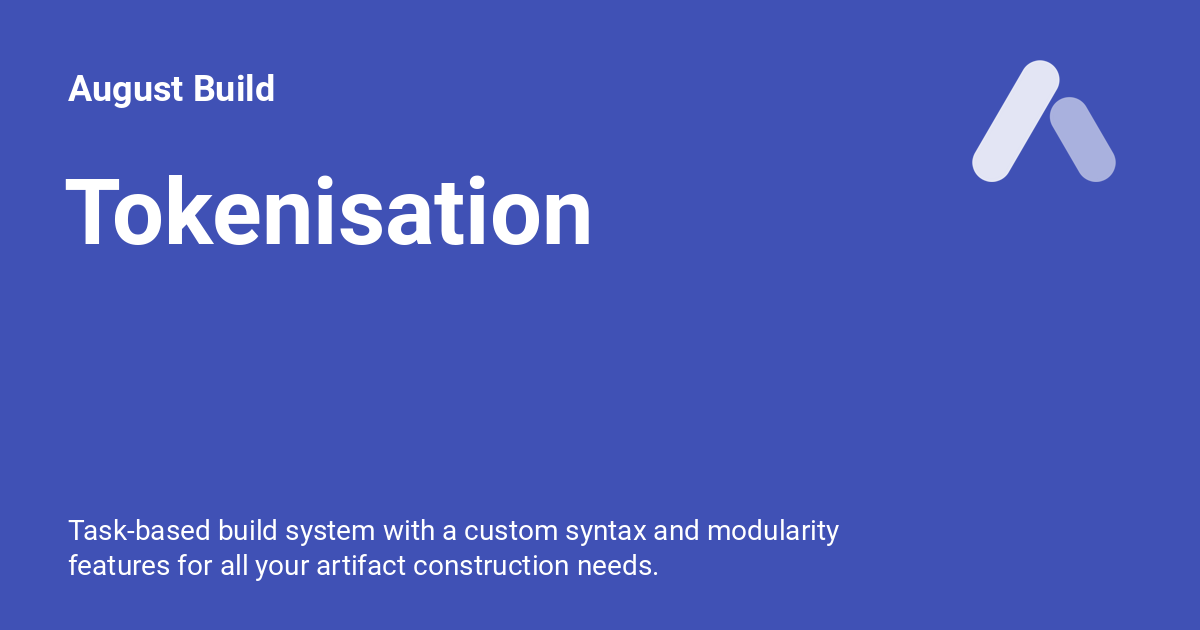 August Build
Tokenisation
Task-based build system with a custom syntax and modularity
features for all your artifact construction needs.